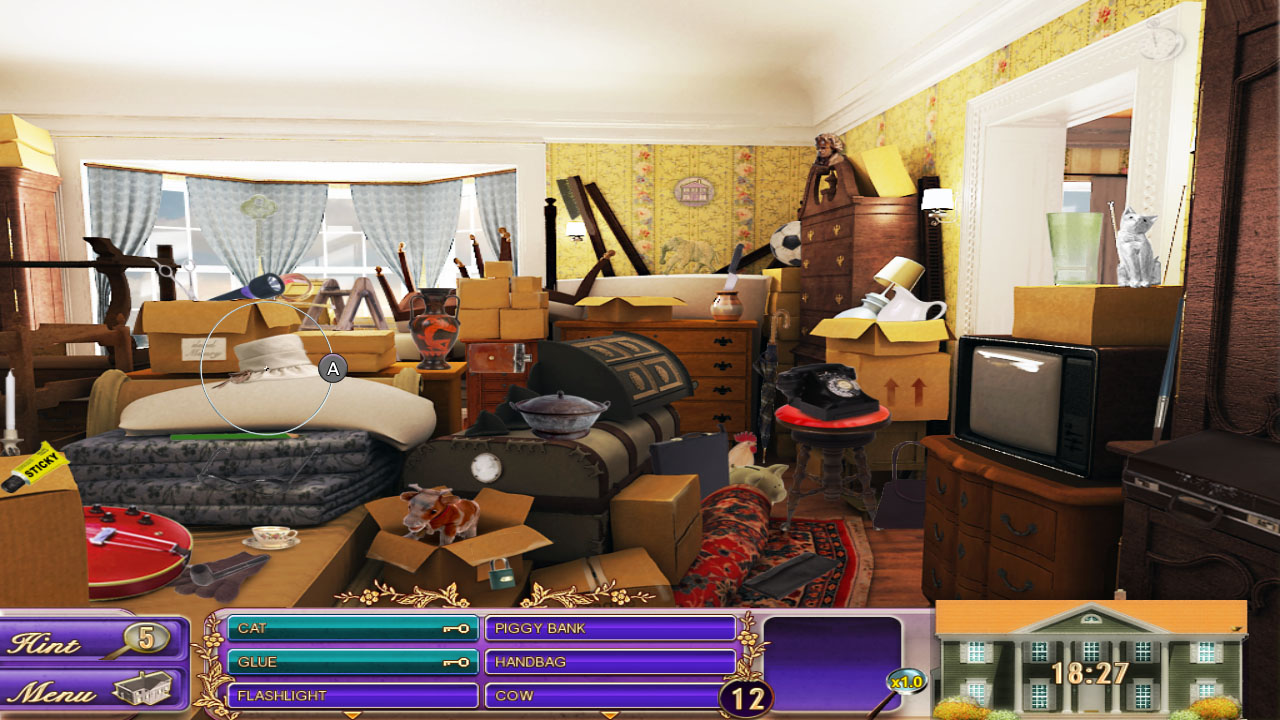 A
STICKY
Hint
5
Menu
CAT
GLUE
FLASHLIGHT
PIGGY BANK
HANDBAG
COW
12
x1.0
18:27